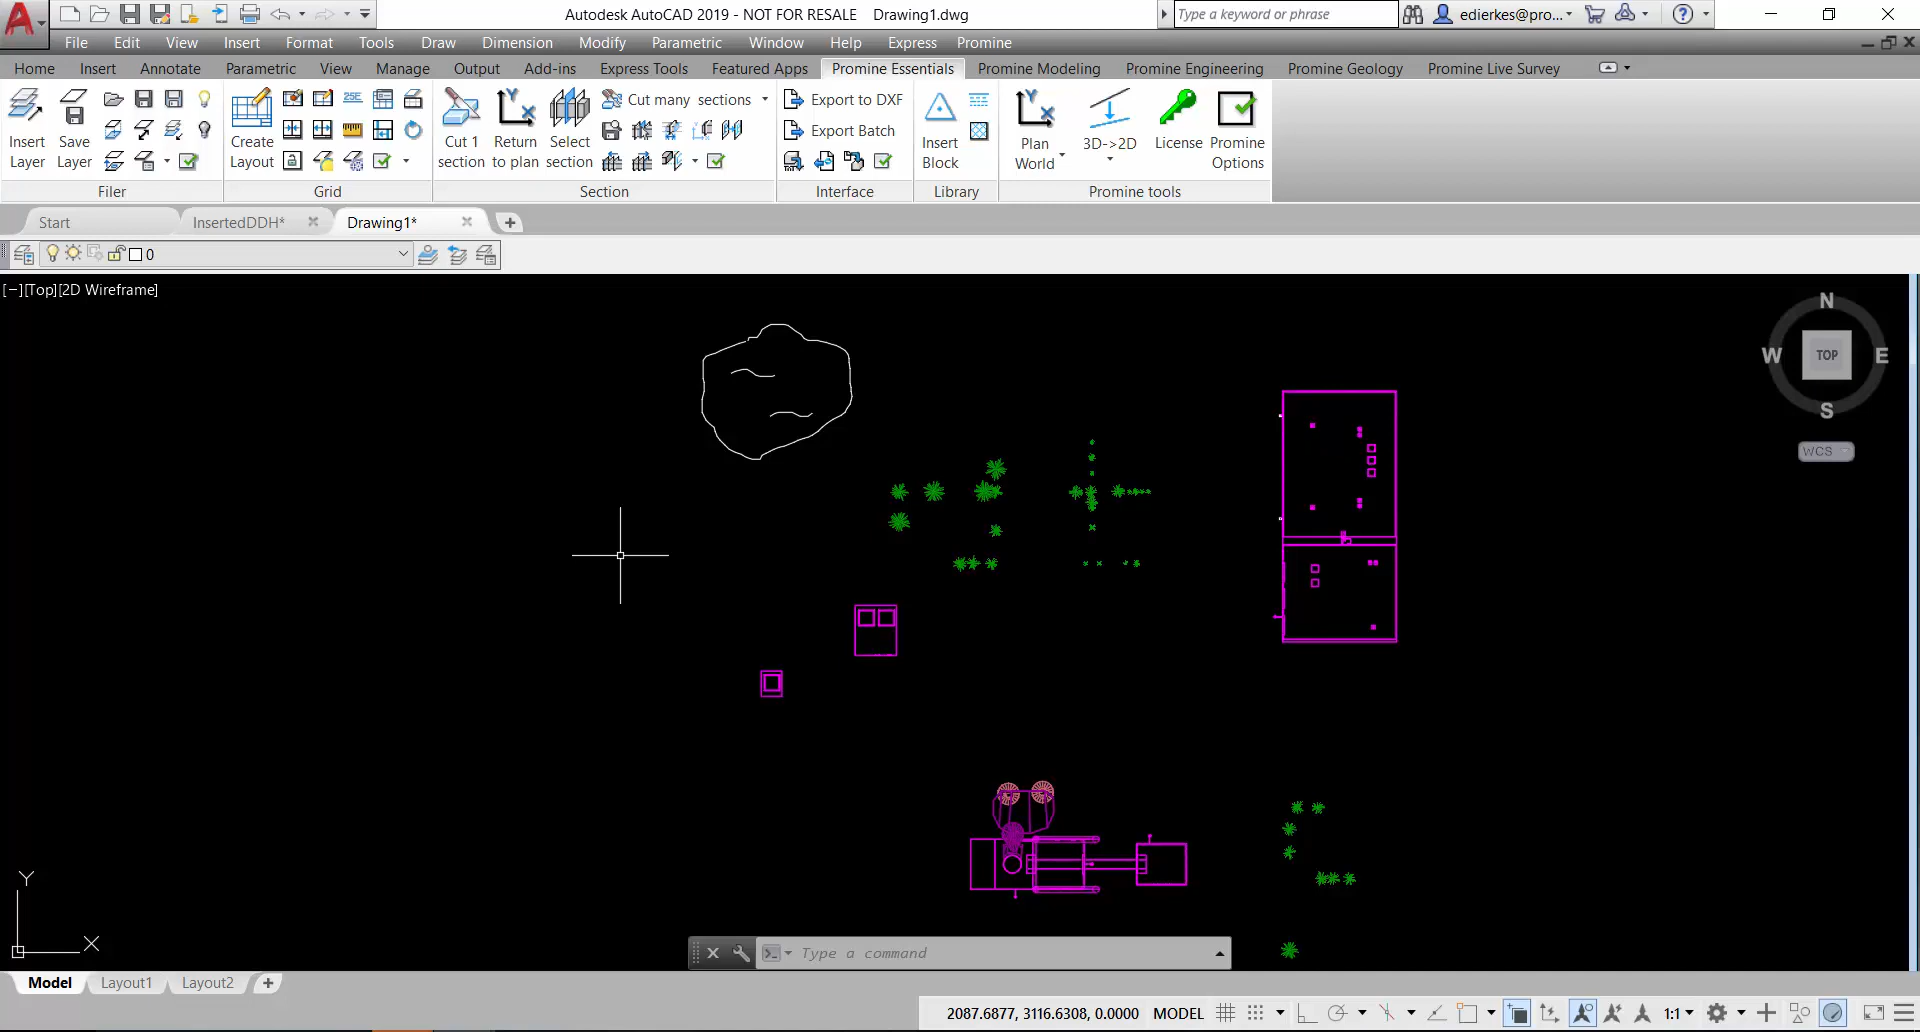 Autodesk AutoCAD 2019 - NOT FOR RESALE Drawing1.dwg
Type a keyword or phrase
edierkes@pro...
File Edit View Insert Format Tools Draw Dimension Modify Parametric Window Help Express Promine
Home Insert Annotate Parametric View Manage Output Add-ins Express Tools Featured Apps Promine Essentials Promine Modeling Promine Engineering Promine Geology Promine Live Survey
Insert Layer
Save Layer
Filer
Create Layout
25E
Grid
Cut 1 section
Return to plan
Select section
Cut many sections
Section
Export to DXF
Export Batch
Interface
Insert Block
Library
Plan World
3D->2D
License
Promine Options
Promine tools
Start InsertedDDH* Drawing1*
0
[−][Top][2D Wireframe]
N
W TOP E
S
WCS
Y
X
Type a command
Model Layout1 Layout2
2087.6877, 3116.6308, 0.0000 MODEL 1:1